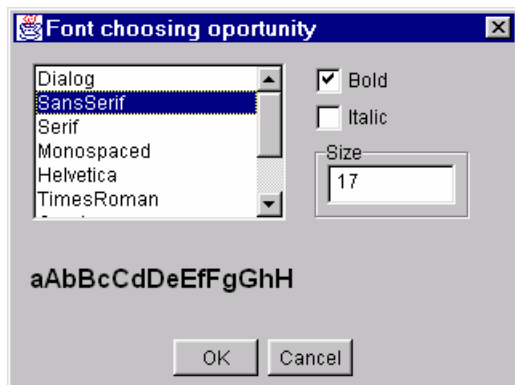 Font choosing oportunity
Dialog
SansSerif
Serif
Monospaced
Helvetica
TimesRoman
Bold
Italic
Size
17
aAbBcCdDeEfFgGhH
OK Cancel